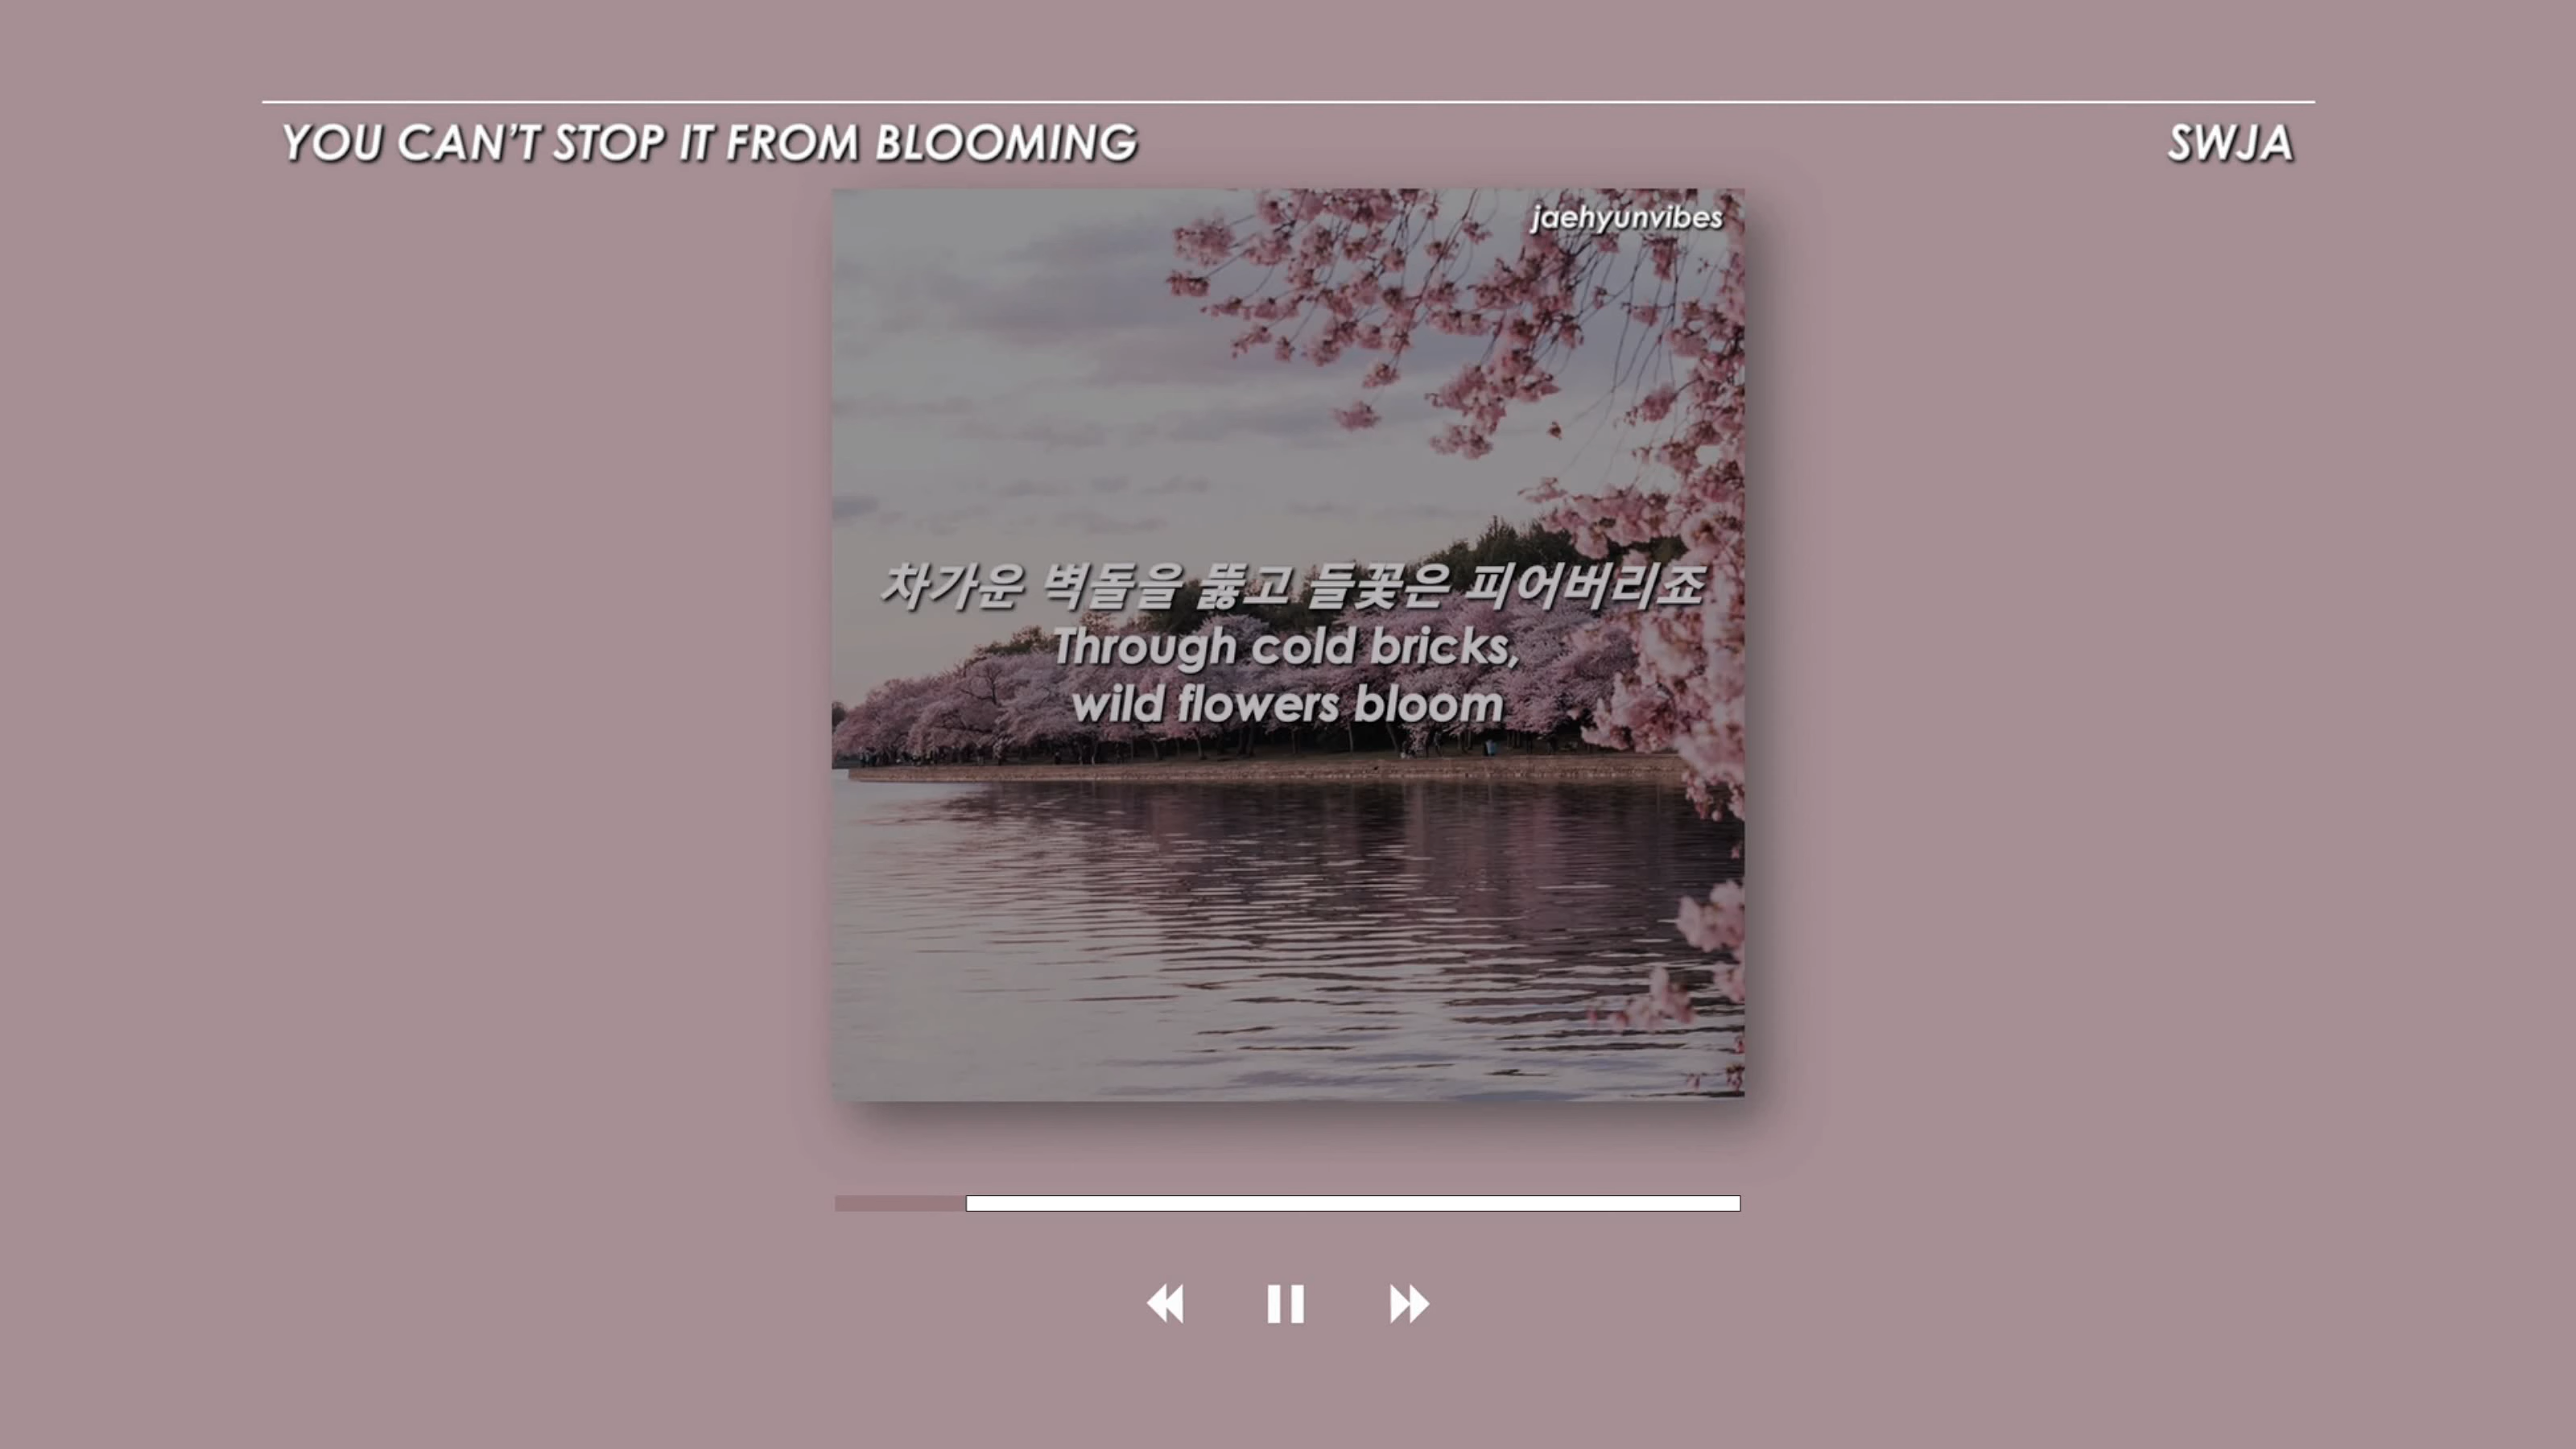 YOU CAN'T STOP IT FROM BLOOMING
SWJA
jaehyunvibes
차가운 벽돌을 뚫고 들꽃은 피어버리죠
Through cold bricks,
wild flowers bloom